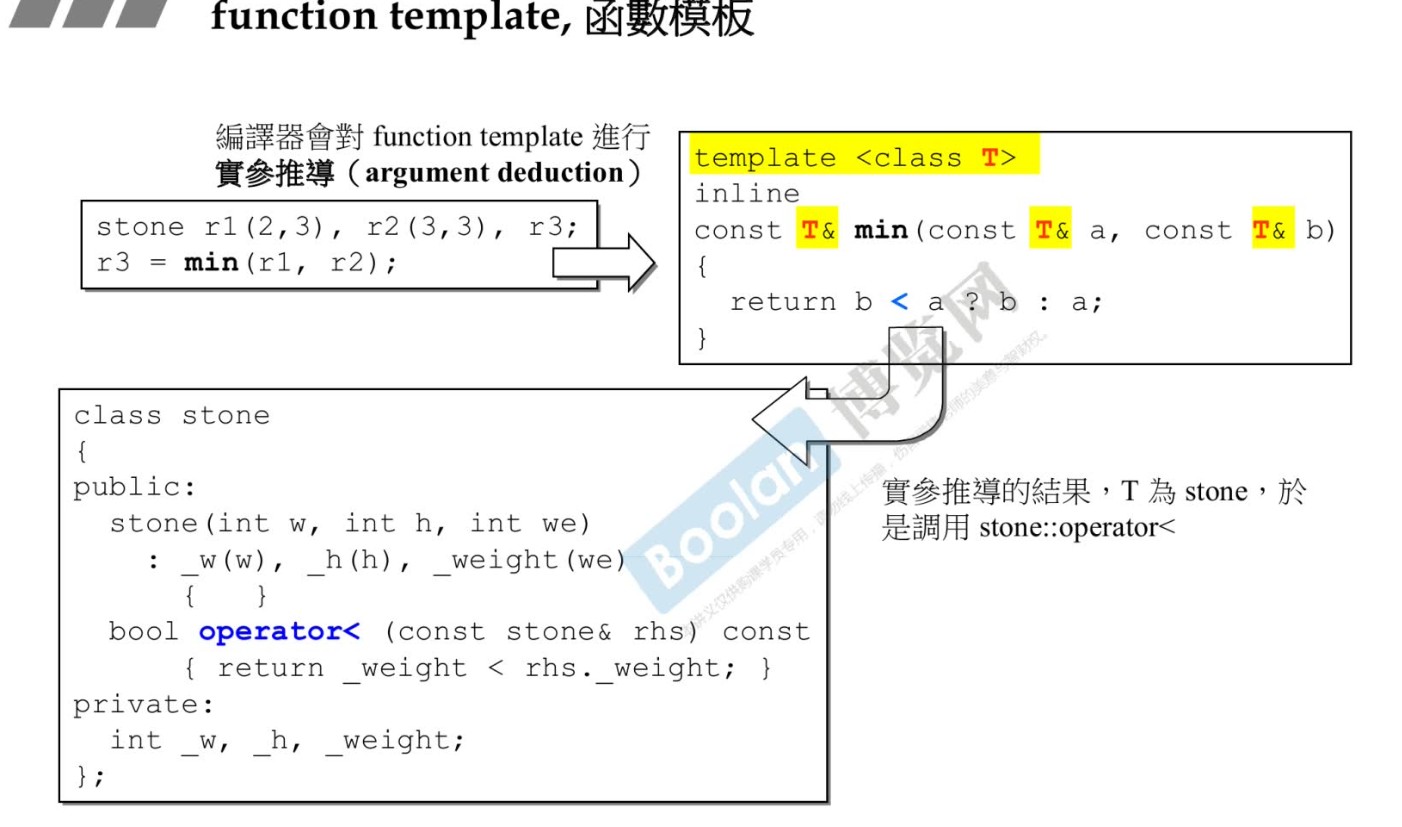 function template, 函數模板
編譯器會對 function template 進行
實參推導（argument deduction）
stone r1(2,3), r2(3,3), r3;
r3 = min(r1, r2);
template <class T>
inline
const T& min(const T& a, const T& b)
{
  return b < a ? b : a;
}
class stone
{
public:
  stone(int w, int h, int we)
    : _w(w), _h(h), _weight(we)
      {   }
  bool operator< (const stone& rhs) const
      { return _weight < rhs._weight; }
private:
  int _w, _h, _weight;
};
實參推導的結果，T 為 stone，於
是調用 stone::operator<
Boolan 博览网